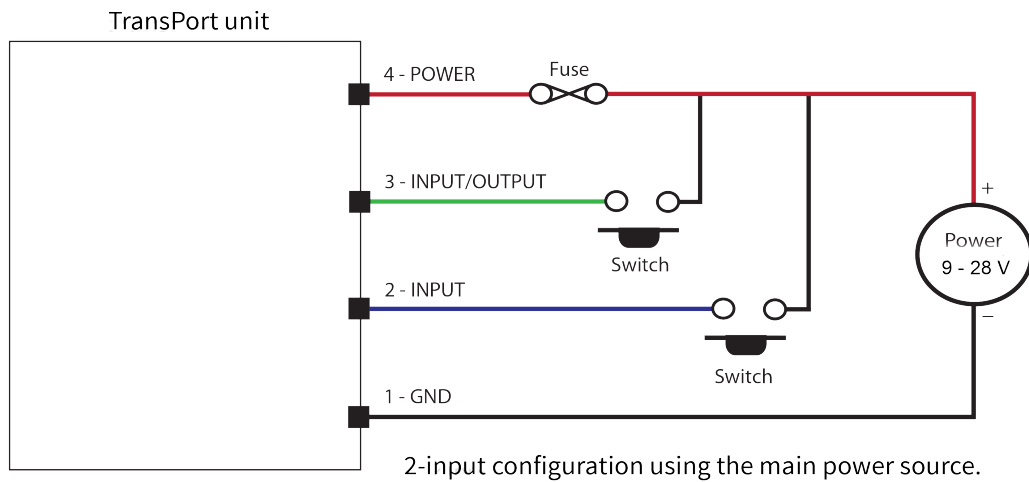 TransPort unit
4 - POWER
Fuse
3 - INPUT/OUTPUT
Switch
+
Power
9 - 28 V
−
2 - INPUT
Switch
1 - GND
2-input configuration using the main power source.